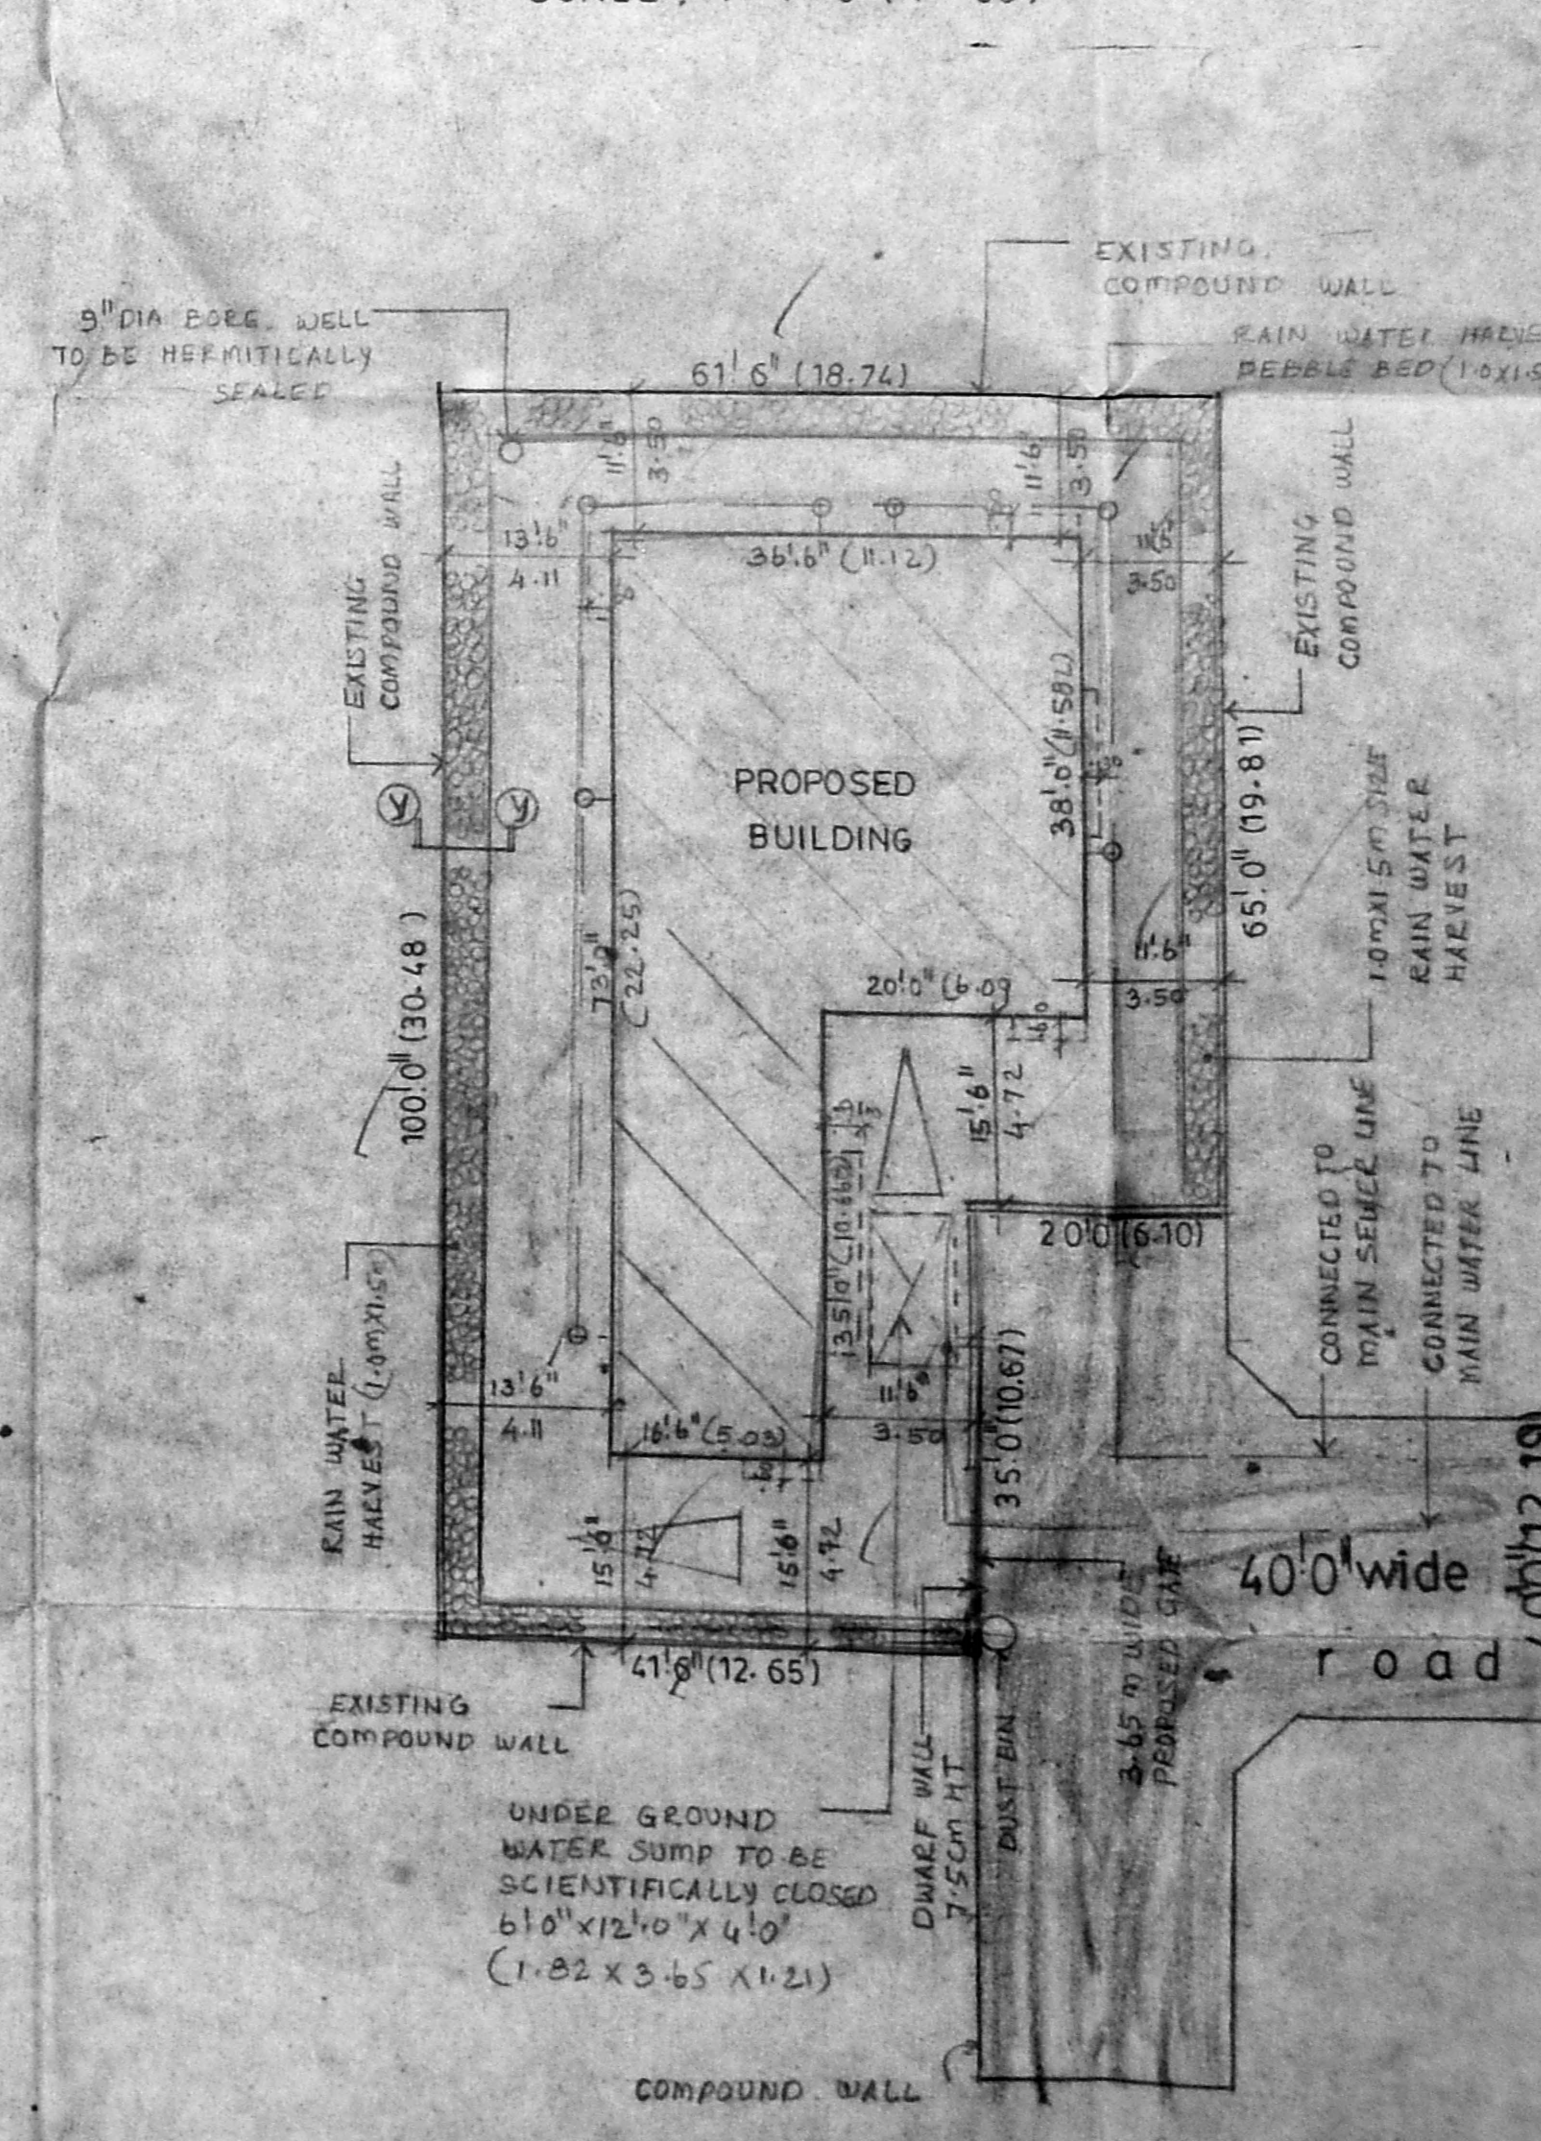 EXISTING
COMPOUND WALL
9" DIA BORE WELL
TO BE HERMITICALLY
SEALED
RAIN WATER HARVE
PEBBLE BED (1.0X1.5
61'.6" (18.74)
11'.6"
3.50
11'.6"
3.50
13'.6"
4.11
36'.6" (11.12)
3.50
EXISTING
COMPOUND WALL
EXISTING
COMPOUND WALL
PROPOSED
BUILDING
38'.0" (11.582)
65'.0" (19.81)
1.0MX1.5M SIZE
RAIN WATER
HARVEST
100'.0" (30.48)
73'.0"
(22.25)
11'.6"
3.50
20'.0" (6.09
15'.6"
4.72
20'0 (6.10)
CONNECTED TO
MAIN SEWER LINE
CONNECTED TO
MAIN WATER LINE
RAIN WATER
HARVEST (1.0MX1.50)
13'.6"
4.11
11'.6"
3.50
35'.0" (10.67)
16'.6" (5.03)
15'.6"
4.72
15'.6"
4.72
40'.0" wide
road
3.65 M WIDE
PROPOSED GATE
41'.6" (12.65)
EXISTING
COMPOUND WALL
DWARF WALL
7.5CM HT
DUST BIN
UNDER GROUND
WATER SUMP TO BE
SCIENTIFICALLY CLOSED
6'.0" X 12'.0" X 4'.0"
(1.82 X 3.65 X 1.21)
COMPOUND WALL